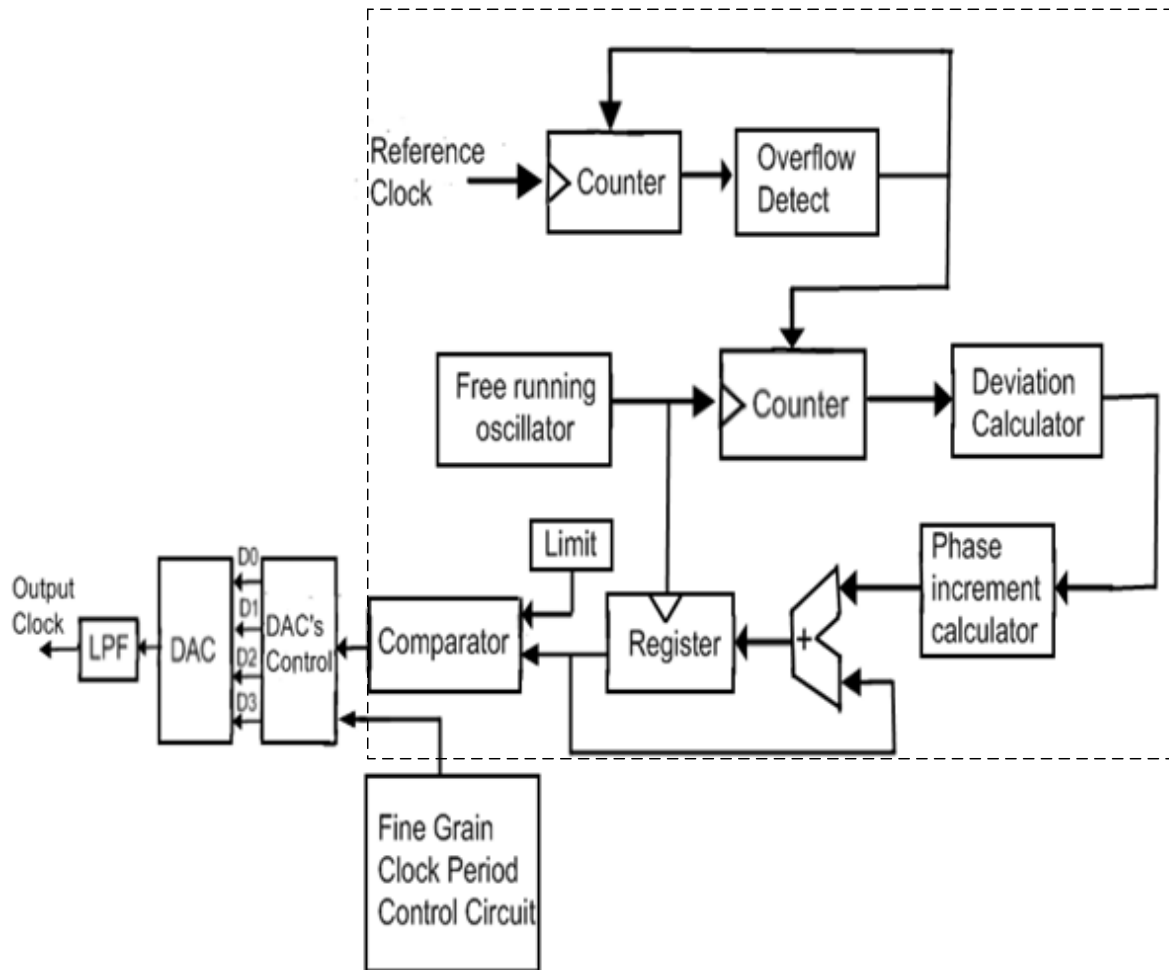 Reference
Clock
Counter
Overflow
Detect
Free running
oscillator
Counter
Deviation
Calculator
Limit
Phase
increment
calculator
Register
+
Comparator
Output
Clock
LPF
DAC
D0
D1
D2
D3
DAC's
Control
Fine Grain
Clock Period
Control Circuit